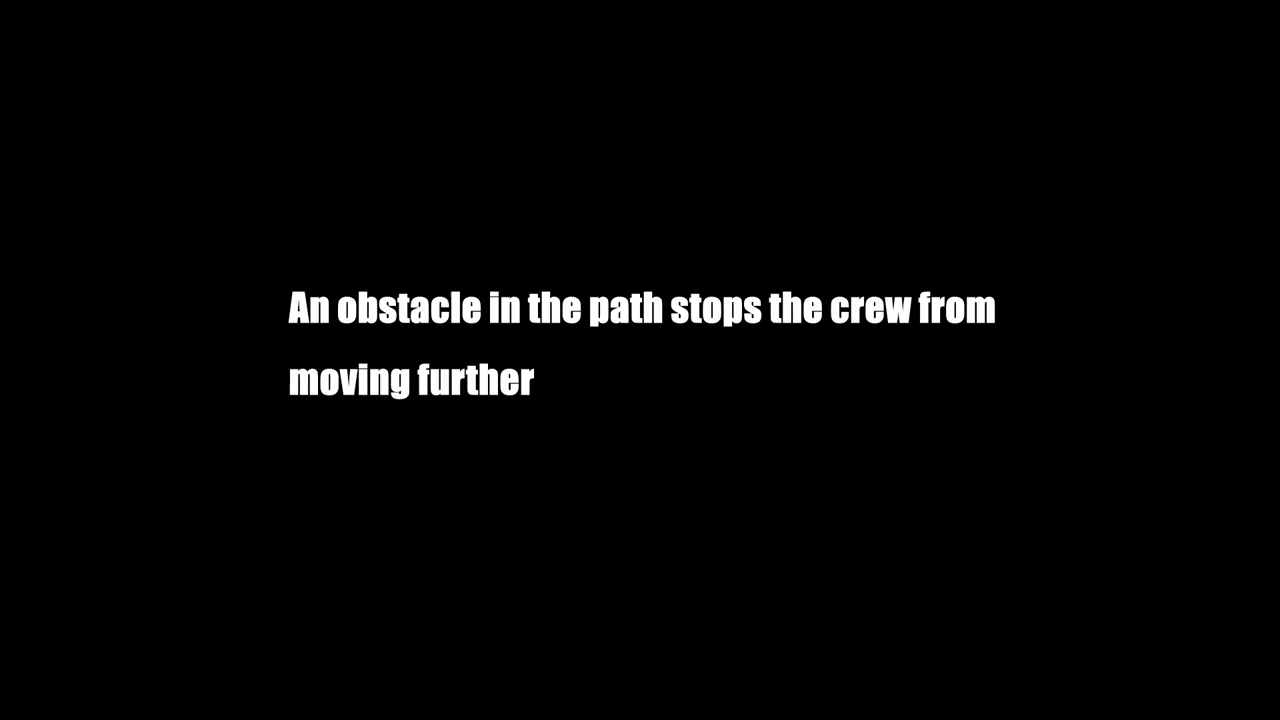 An obstacle in the path stops the crew from
moving further